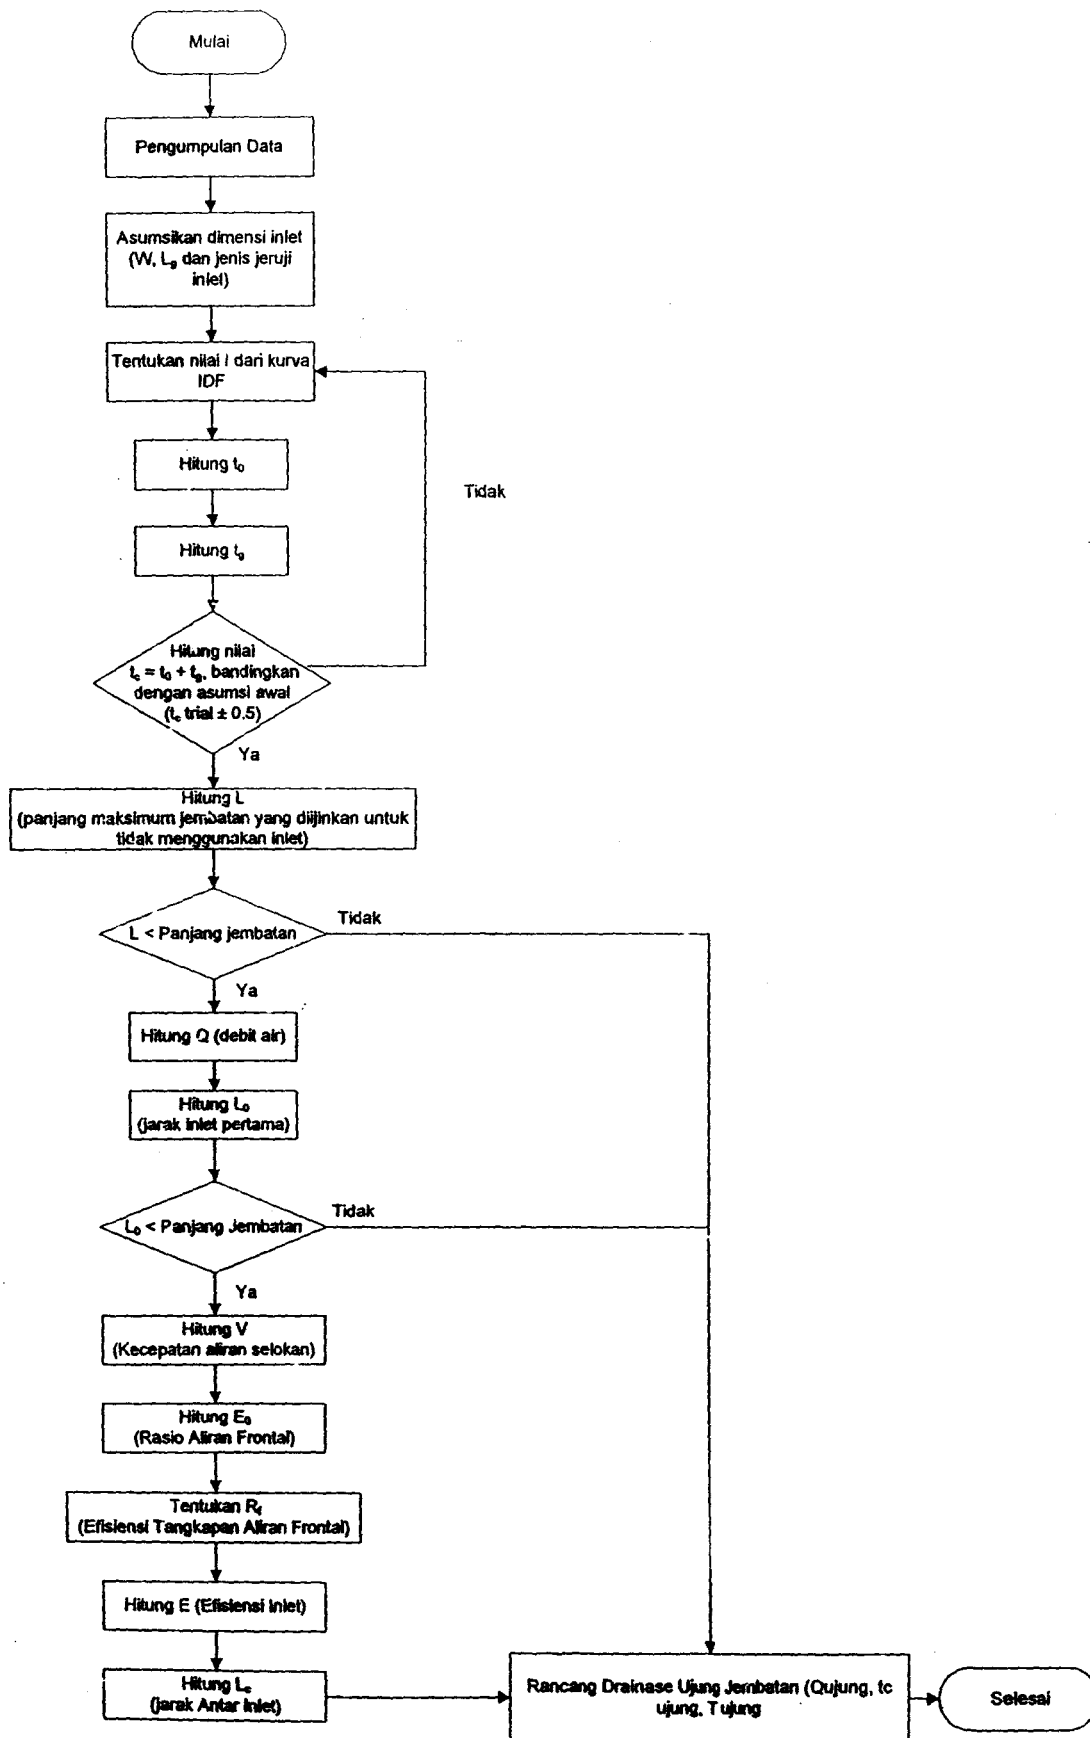 Mulai
Pengumpulan Data
Asumsikan dimensi inlet
(W, Lg dan jenis jeruji
inlet)
Tentukan nilai I dari kurva
IDF
Hitung t0
Tidak
Hitung tg
Hitung nilai
tc = t0 + tg, bandingkan
dengan asumsi awal
(tc trial ± 0.5)
Ya
Hitung L
(panjang maksimum jembatan yang diijinkan untuk
tidak menggunakan inlet)
L < Panjang jembatan
Tidak
Ya
Hitung Q (debit air)
Hitung L0
(jarak inlet pertama)
L0 < Panjang Jembatan
Tidak
Ya
Hitung V
(Kecepatan aliran selokan)
Hitung E0
(Rasio Aliran Frontal)
Tentukan Rf
(Efisiensi Tangkapan Aliran Frontal)
Hitung E (Efisiensi Inlet)
Hitung Lc
(jarak Antar Inlet)
Rancang Drainase Ujung Jembatan (Qujung, tc
ujung, Tujung
Selesai